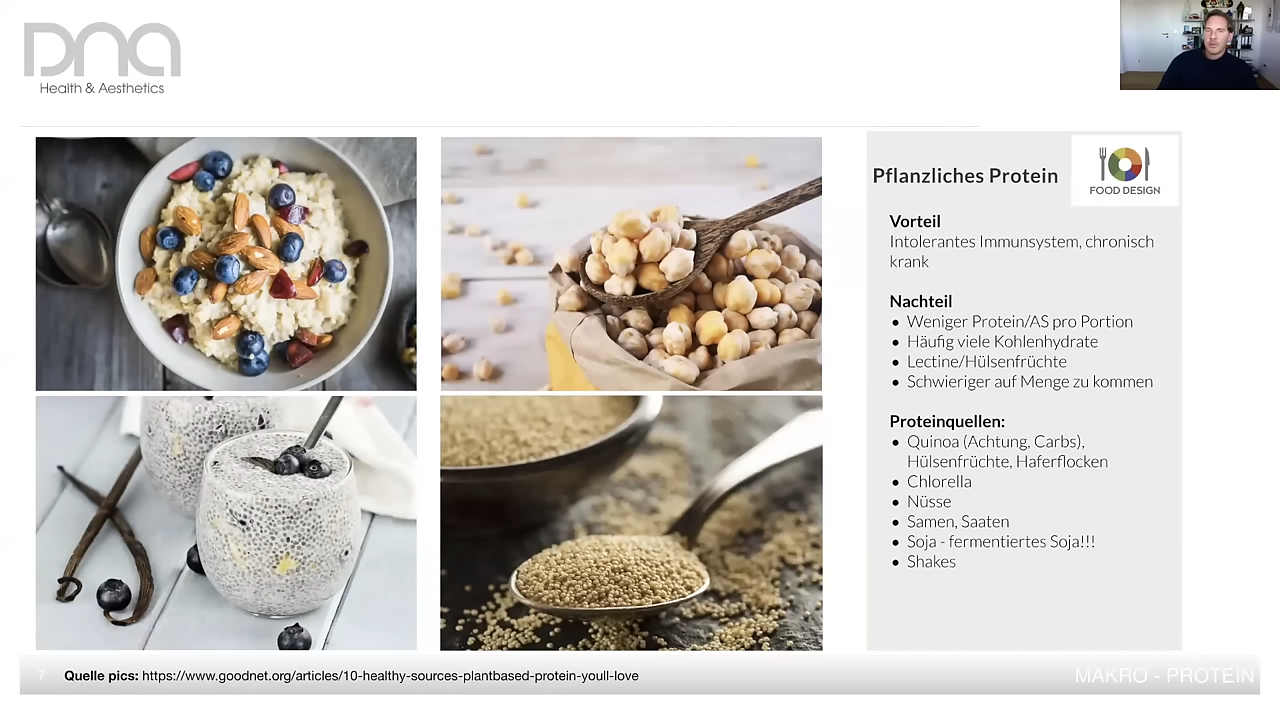 DNA
Health & Aesthetics
Pflanzliches Protein
FOOD DESIGN
Vorteil
Intolerantes Immunsystem, chronisch
krank
Nachteil
• Weniger Protein/AS pro Portion
• Häufig viele Kohlenhydrate
• Lectine/Hülsenfrüchte
• Schwieriger auf Menge zu kommen
Proteinquellen:
• Quinoa (Achtung, Carbs),
Hülsenfrüchte, Haferflocken
• Chlorella
• Nüsse
• Samen, Saaten
• Soja - fermentiertes Soja!!!
• Shakes
7 Quelle pics: https://www.goodnet.org/articles/10-healthy-sources-plantbased-protein-youll-love
MAKRO - PROTEIN